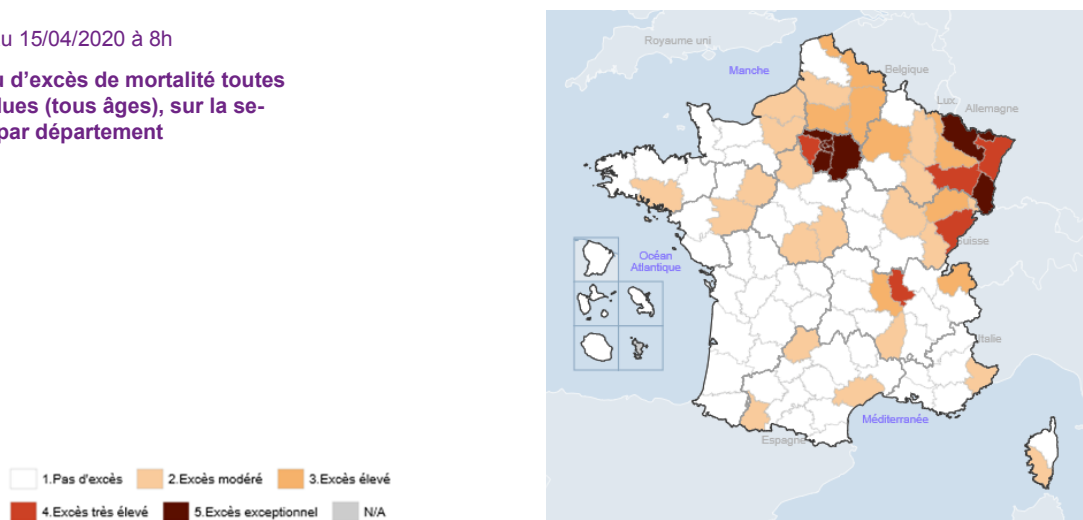 u 15/04/2020 à 8h
u d'excès de mortalité toutes
dues (tous âges), sur la se-
par département
Royaume uni
Manche
Belgique
Lux.
Allemagne
Suisse
Océan
Atlantique
Italie
Méditerranée
Espagne
1.Pas d'excès 2.Excès modéré 3.Excès élevé
4.Excès très élevé 5.Excès exceptionnel N/A